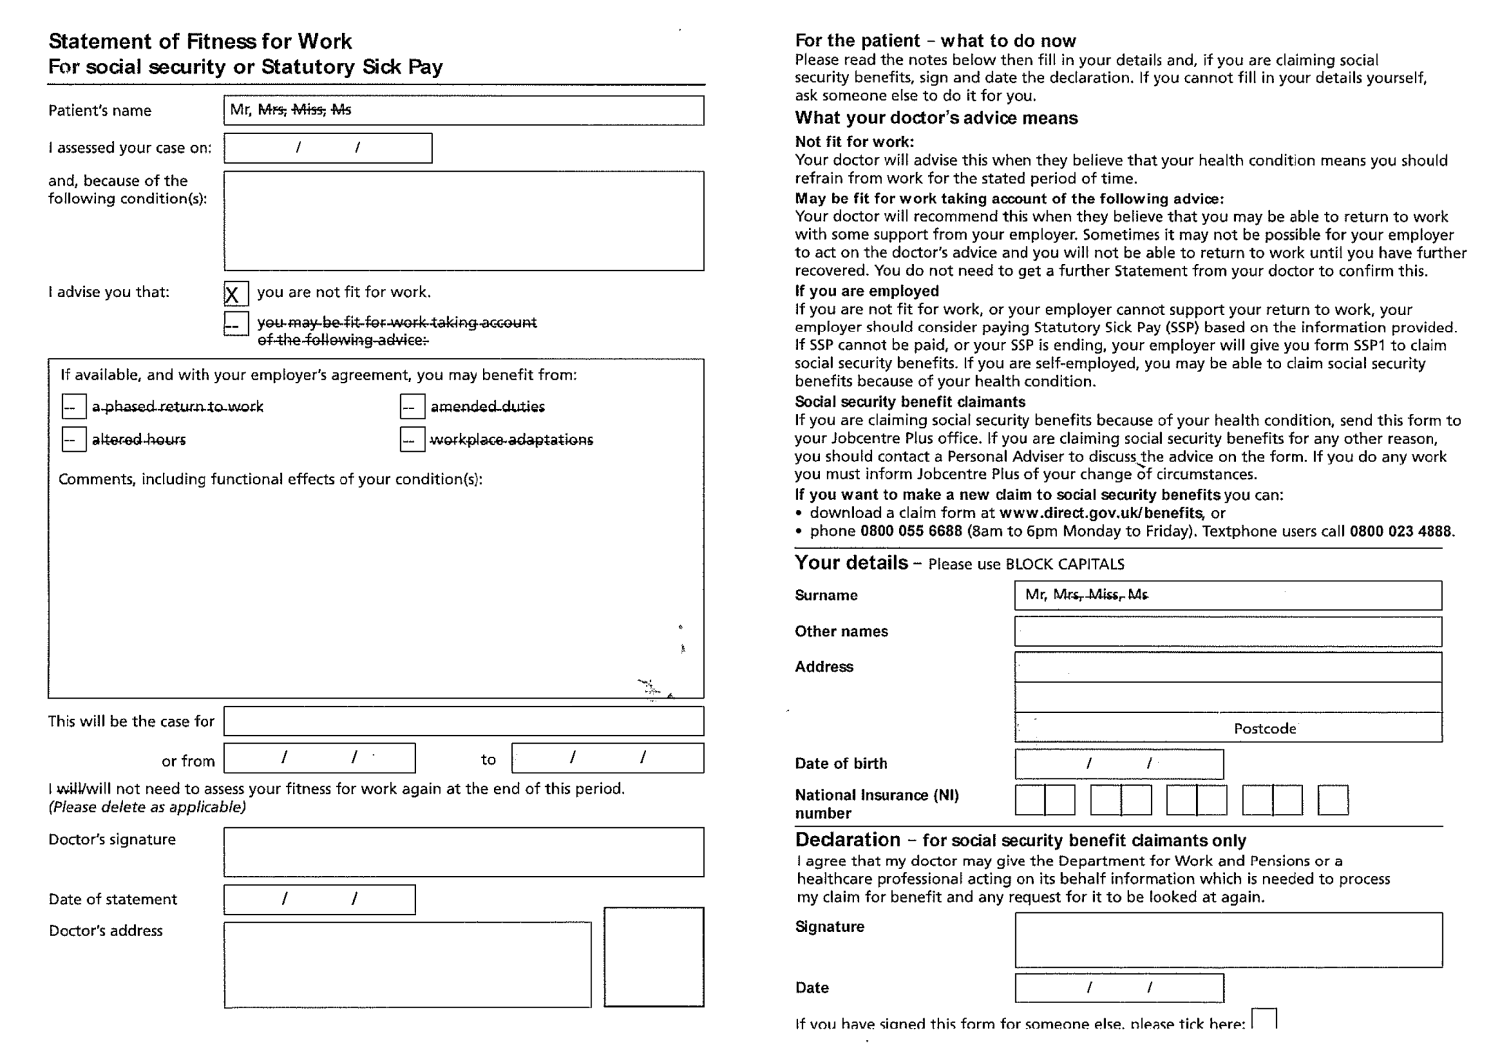 Statement of Fitness for Work
For social security or Statutory Sick Pay
Patient's name
Mr, Mrs, Miss, Ms
I assessed your case on:
/ /
and, because of the
following condition(s):
I advise you that:
X you are not fit for work.
-- you may be fit for work taking account
of the following advice:
If available, and with your employer's agreement, you may benefit from:
-- a phased return to work
-- amended duties
-- altered hours
-- workplace adaptations
Comments, including functional effects of your condition(s):
This will be the case for
or from / / to / /
I will/will not need to assess your fitness for work again at the end of this period.
(Please delete as applicable)
Doctor's signature
Date of statement
/ /
Doctor's address
For the patient – what to do now
Please read the notes below then fill in your details and, if you are claiming social
security benefits, sign and date the declaration. If you cannot fill in your details yourself,
ask someone else to do it for you.
What your doctor's advice means
Not fit for work:
Your doctor will advise this when they believe that your health condition means you should
refrain from work for the stated period of time.
May be fit for work taking account of the following advice:
Your doctor will recommend this when they believe that you may be able to return to work
with some support from your employer. Sometimes it may not be possible for your employer
to act on the doctor's advice and you will not be able to return to work until you have further
recovered. You do not need to get a further Statement from your doctor to confirm this.
If you are employed
If you are not fit for work, or your employer cannot support your return to work, your
employer should consider paying Statutory Sick Pay (SSP) based on the information provided.
If SSP cannot be paid, or your SSP is ending, your employer will give you form SSP1 to claim
social security benefits. If you are self-employed, you may be able to claim social security
benefits because of your health condition.
Social security benefit claimants
If you are claiming social security benefits because of your health condition, send this form to
your Jobcentre Plus office. If you are claiming social security benefits for any other reason,
you should contact a Personal Adviser to discuss the advice on the form. If you do any work
you must inform Jobcentre Plus of your change of circumstances.
If you want to make a new claim to social security benefits you can:
• download a claim form at www.direct.gov.uk/benefits, or
• phone 0800 055 6688 (8am to 6pm Monday to Friday). Textphone users call 0800 023 4888.
Your details – Please use BLOCK CAPITALS
Surname
Mr, Mrs, Miss, Ms
Other names
Address
Postcode
Date of birth
/ /
National Insurance (NI)
number
Declaration – for social security benefit claimants only
I agree that my doctor may give the Department for Work and Pensions or a
healthcare professional acting on its behalf information which is needed to process
my claim for benefit and any request for it to be looked at again.
Signature
Date
/ /
If you have signed this form for someone else, please tick here: